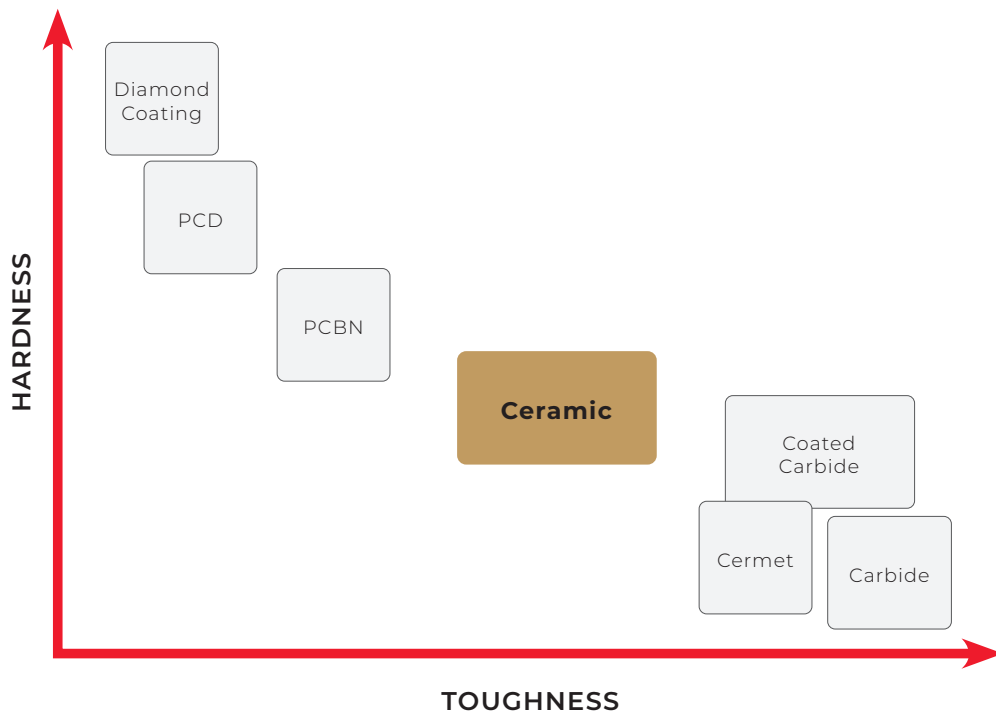 Diamond
Coating
PCD
PCBN
Ceramic
Coated
Carbide
Cermet
Carbide
HARDNESS
TOUGHNESS